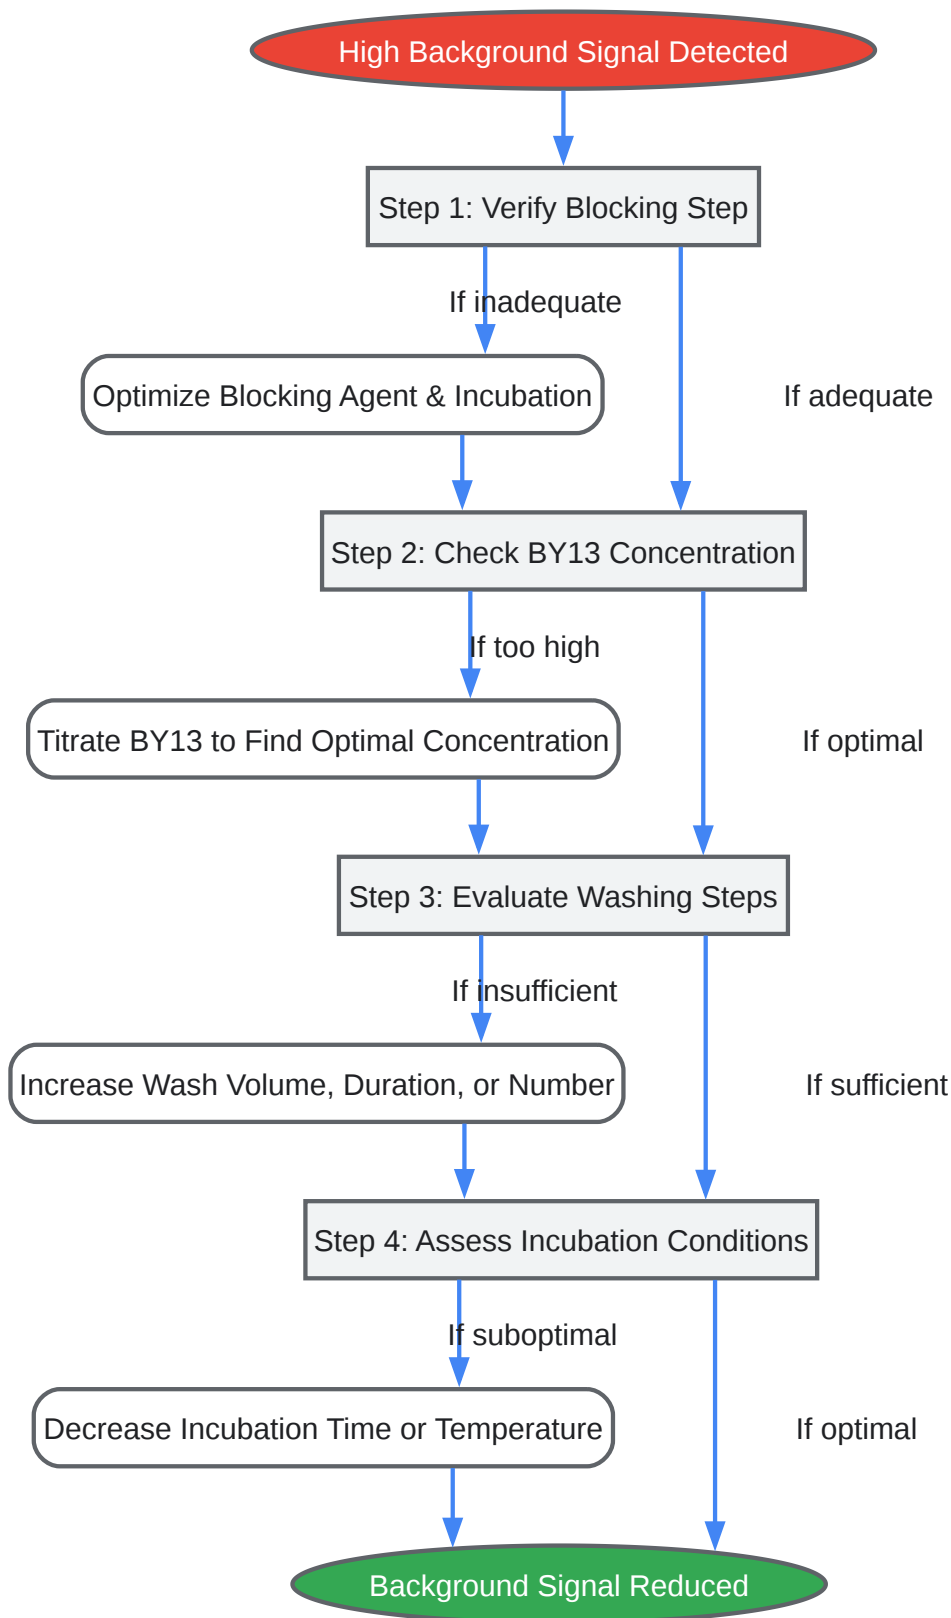 High Background Signal Detected
Step 1: Verify Blocking Step
If inadequate
Optimize Blocking Agent & Incubation
If adequate
Step 2: Check BY13 Concentration
If too high
Titrate BY13 to Find Optimal Concentration
If optimal
Step 3: Evaluate Washing Steps
If insufficient
Increase Wash Volume, Duration, or Number
If sufficient
Step 4: Assess Incubation Conditions
If suboptimal
Decrease Incubation Time or Temperature
If optimal
Background Signal Reduced